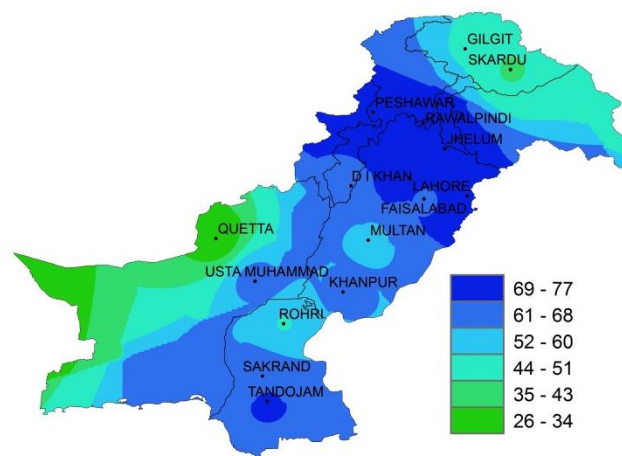 GILGIT
SKARDU
PESHAWAR
RAWALPINDI
JHELUM
D I KHAN
LAHORE
FAISALABAD
QUETTA
MULTAN
USTA MUHAMMAD
KHANPUR
ROHRI
SAKRAND
TANDOJAM
69 - 77
61 - 68
52 - 60
44 - 51
35 - 43
26 - 34